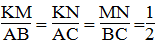 KM/AB = KN/AC = MN/BC = 1/2